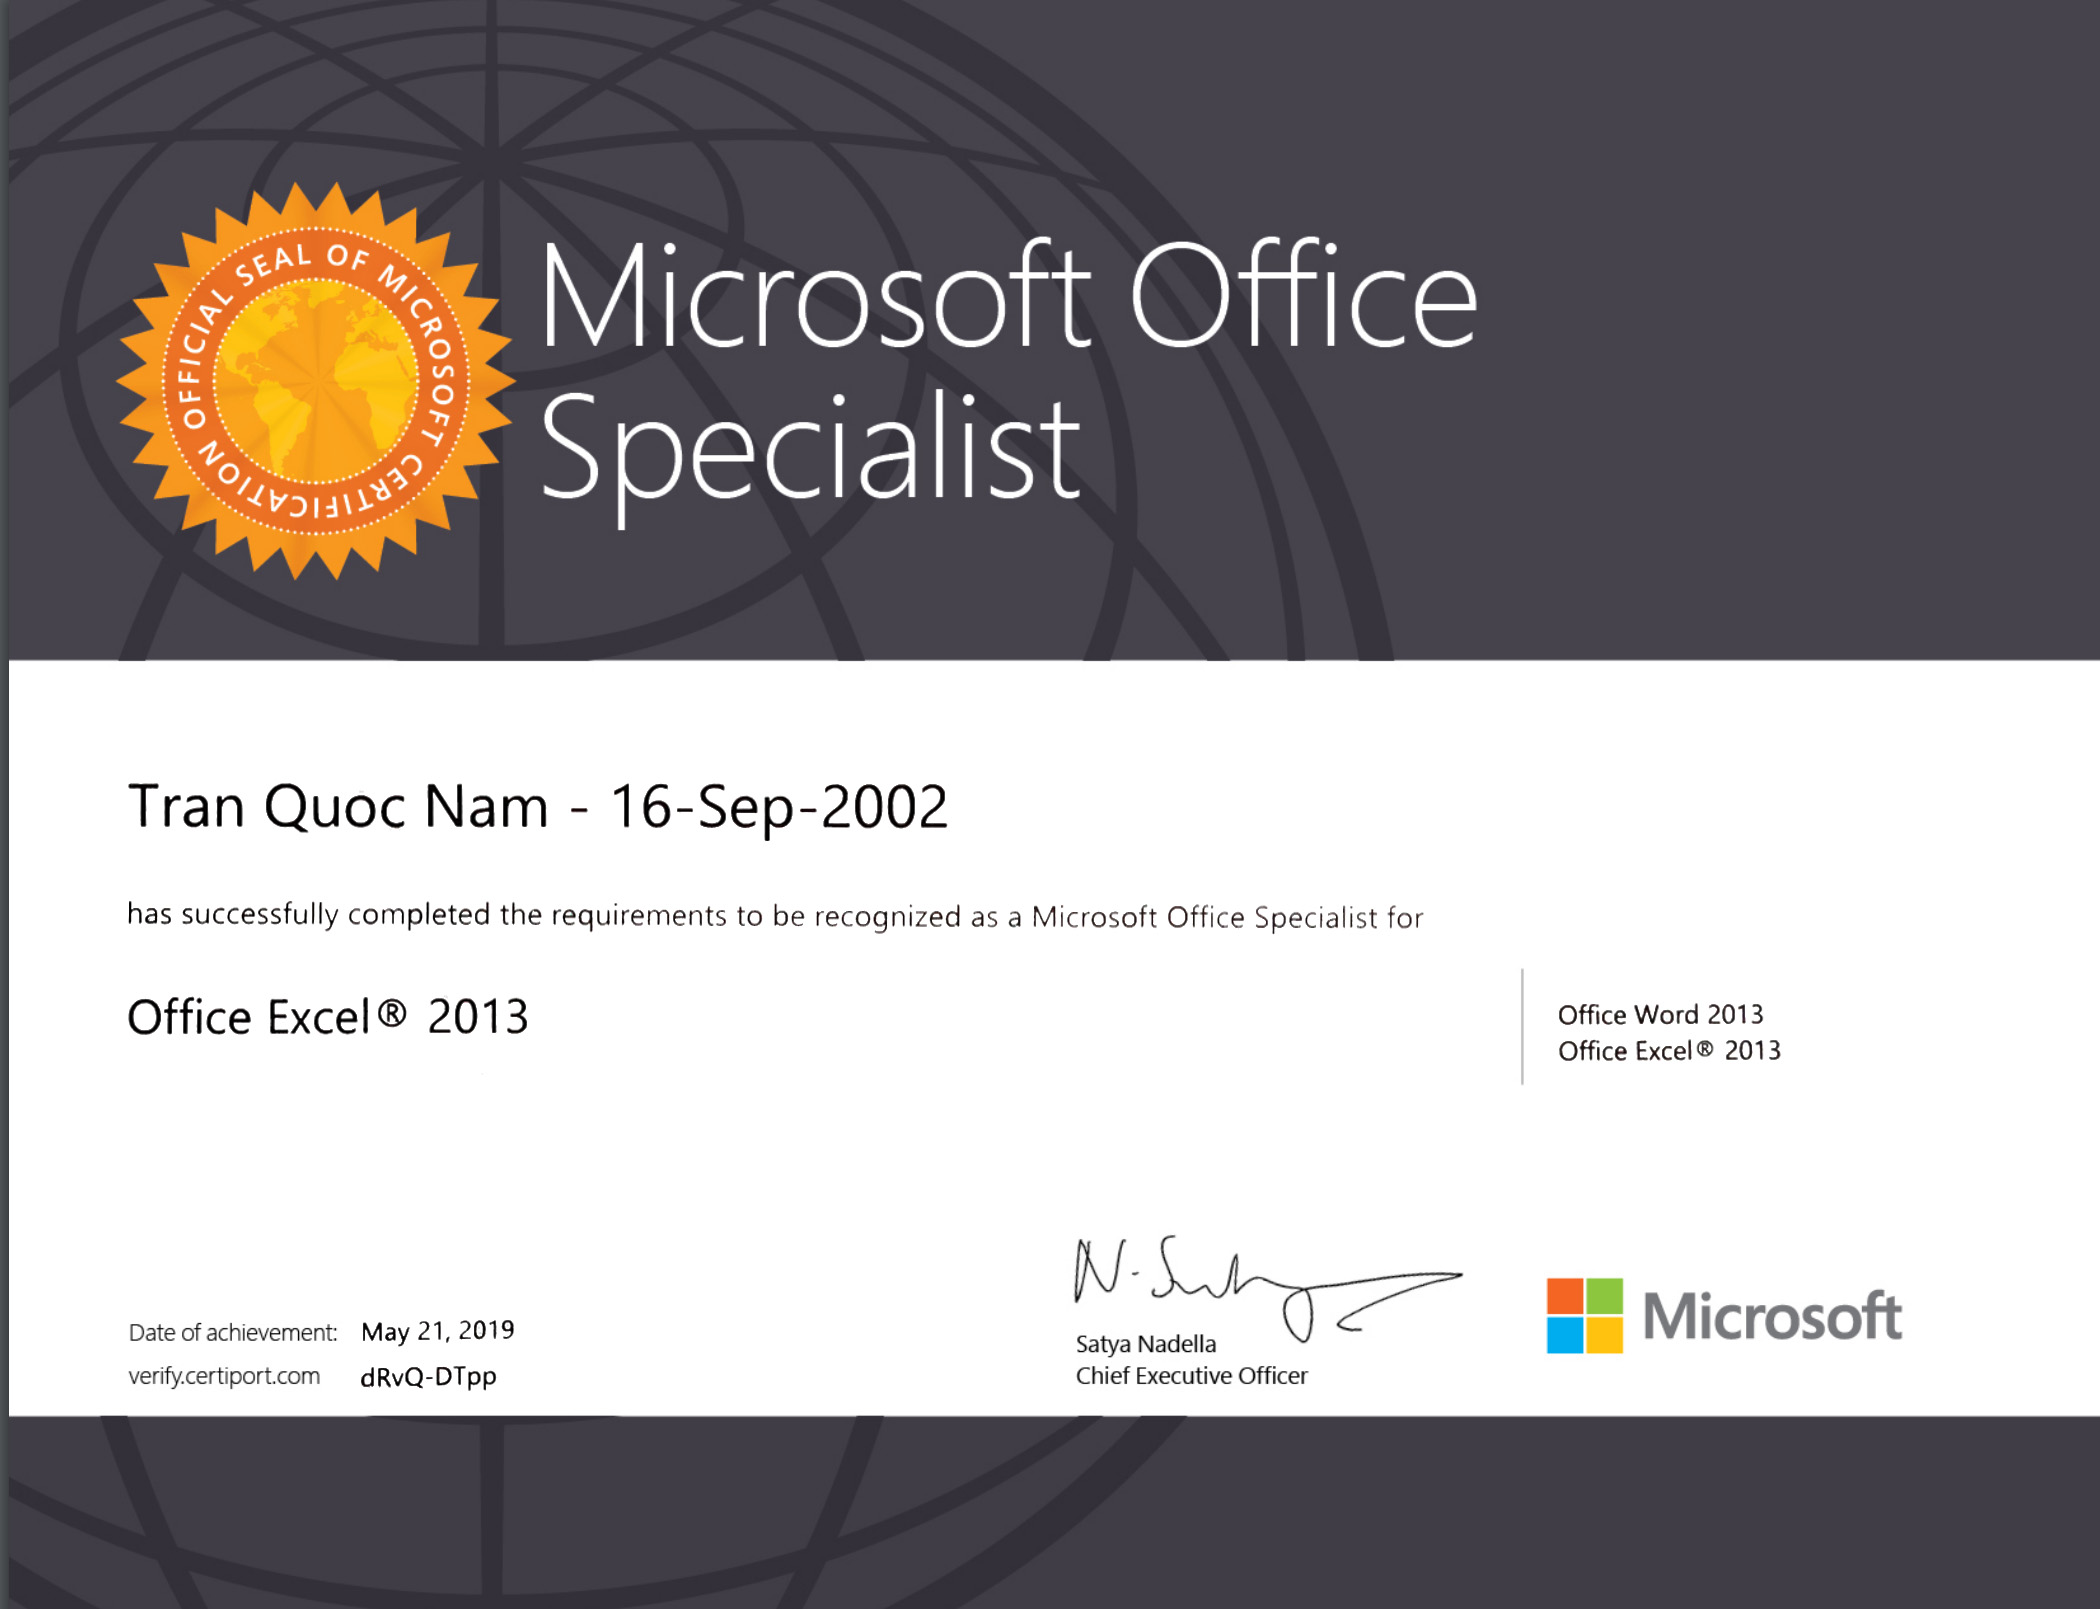 OFFICIAL SEAL OF MICROSOFT CERTIFICATION
Microsoft Office
Specialist
Tran Quoc Nam - 16-Sep-2002
has successfully completed the requirements to be recognized as a Microsoft Office Specialist for
Office Excel® 2013
Office Word 2013
Office Excel® 2013
Date of achievement: May 21, 2019
verify.certiport.com dRvQ-DTpp
Satya Nadella
Chief Executive Officer
Microsoft